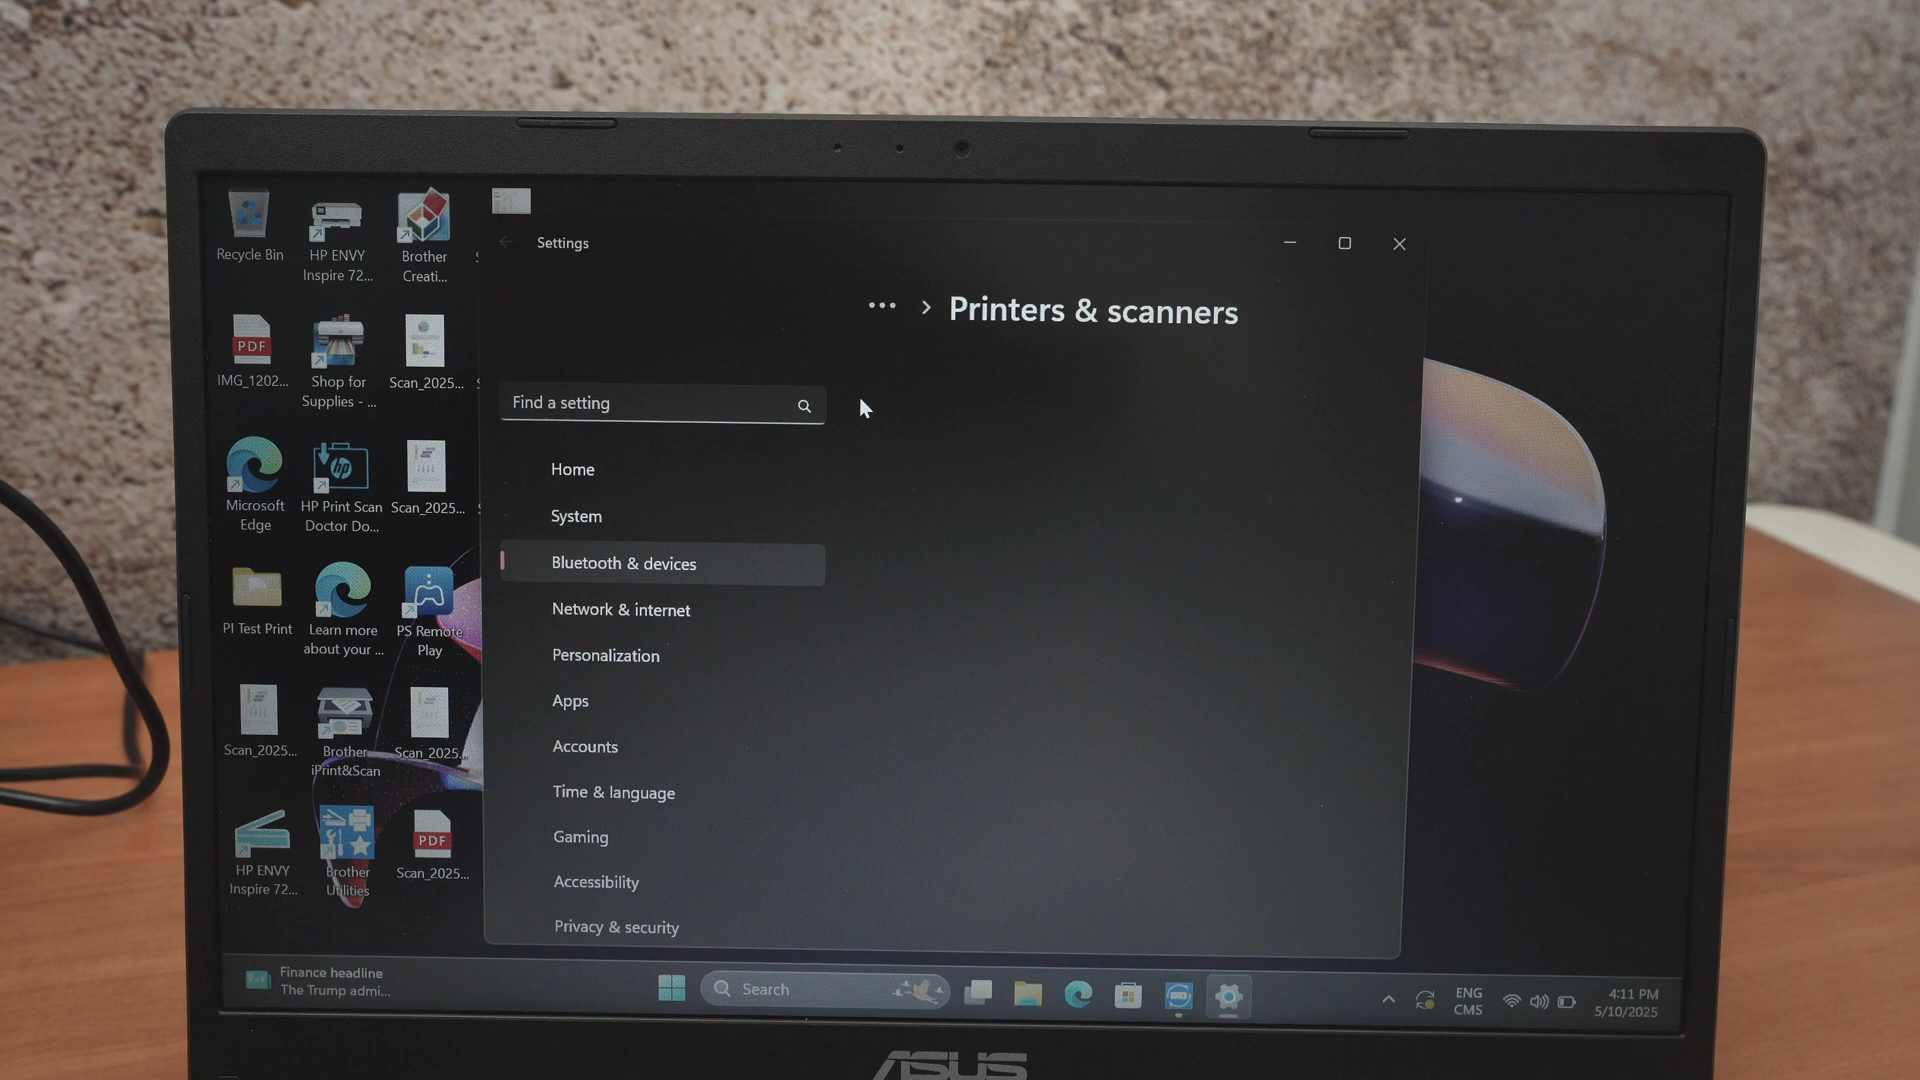 Recycle Bin
HP ENVY
Inspire 72...
Brother
Creati...
PDF
IMG_1202...
Shop for
Supplies - ...
Scan_2025...
Microsoft
Edge
hp
HP Print Scan
Doctor Do...
Scan_2025...
PI Test Print
Learn more
about your ...
PS Remote
Play
Scan_2025...
Brother
iPrint&Scan
Scan_2025...
HP ENVY
Inspire 72...
Brother
Utilities
PDF
Scan_2025...
Settings
··· > Printers & scanners
Find a setting
Home
System
Bluetooth & devices
Network & internet
Personalization
Apps
Accounts
Time & language
Gaming
Accessibility
Privacy & security
Finance headline
The Trump admi...
Search
ENG
CMS
4:11 PM
5/10/2025
ASUS